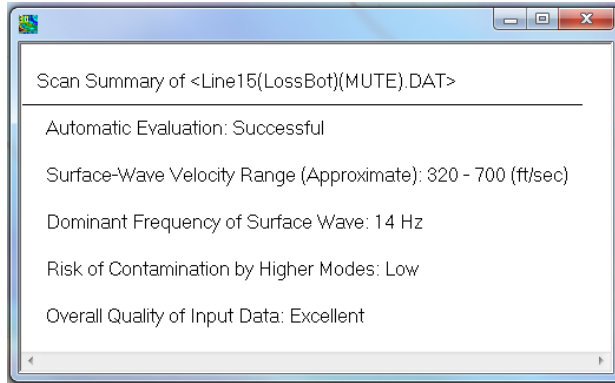 Scan Summary of <Line15(LossBot)(MUTE).DAT>
Automatic Evaluation: Successful
Surface-Wave Velocity Range (Approximate): 320 - 700 (ft/sec)
Dominant Frequency of Surface Wave: 14 Hz
Risk of Contamination by Higher Modes: Low
Overall Quality of Input Data: Excellent